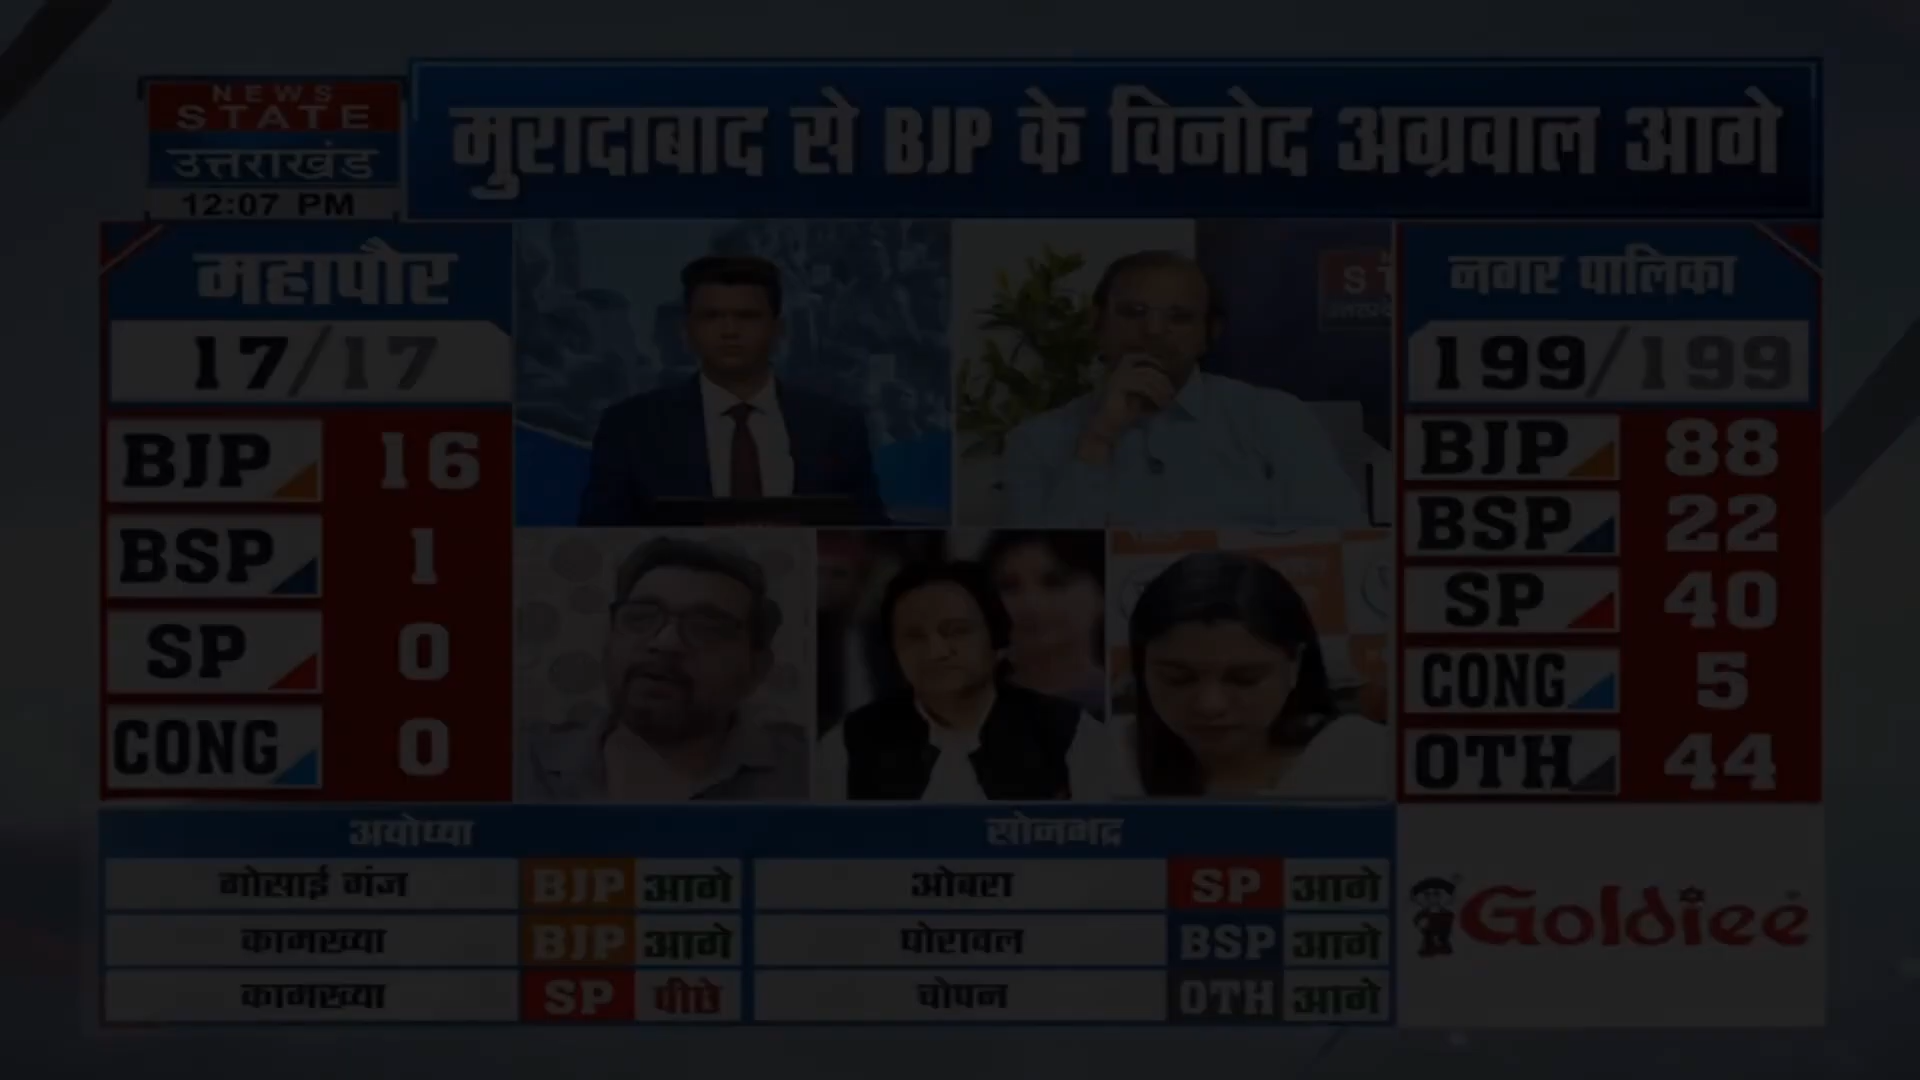 NEWS
STATE
उत्तराखंड
12:07 PM
मुरादाबाद से BJP के विनोद अग्रवाल आगे
महापौर
17/17
BJP 16
BSP 1
SP 0
CONG 0
नगर पालिका
199/199
BJP 88
BSP 22
SP 40
CONG 5
OTH 44
अयोध्या
गोसाई गंज BJP आगे
कामख्या BJP आगे
कामख्या SP पीछे
सोनभद्र
ओबरा SP आगे
घोरावल BSP आगे
चोपन OTH आगे
Goldiee